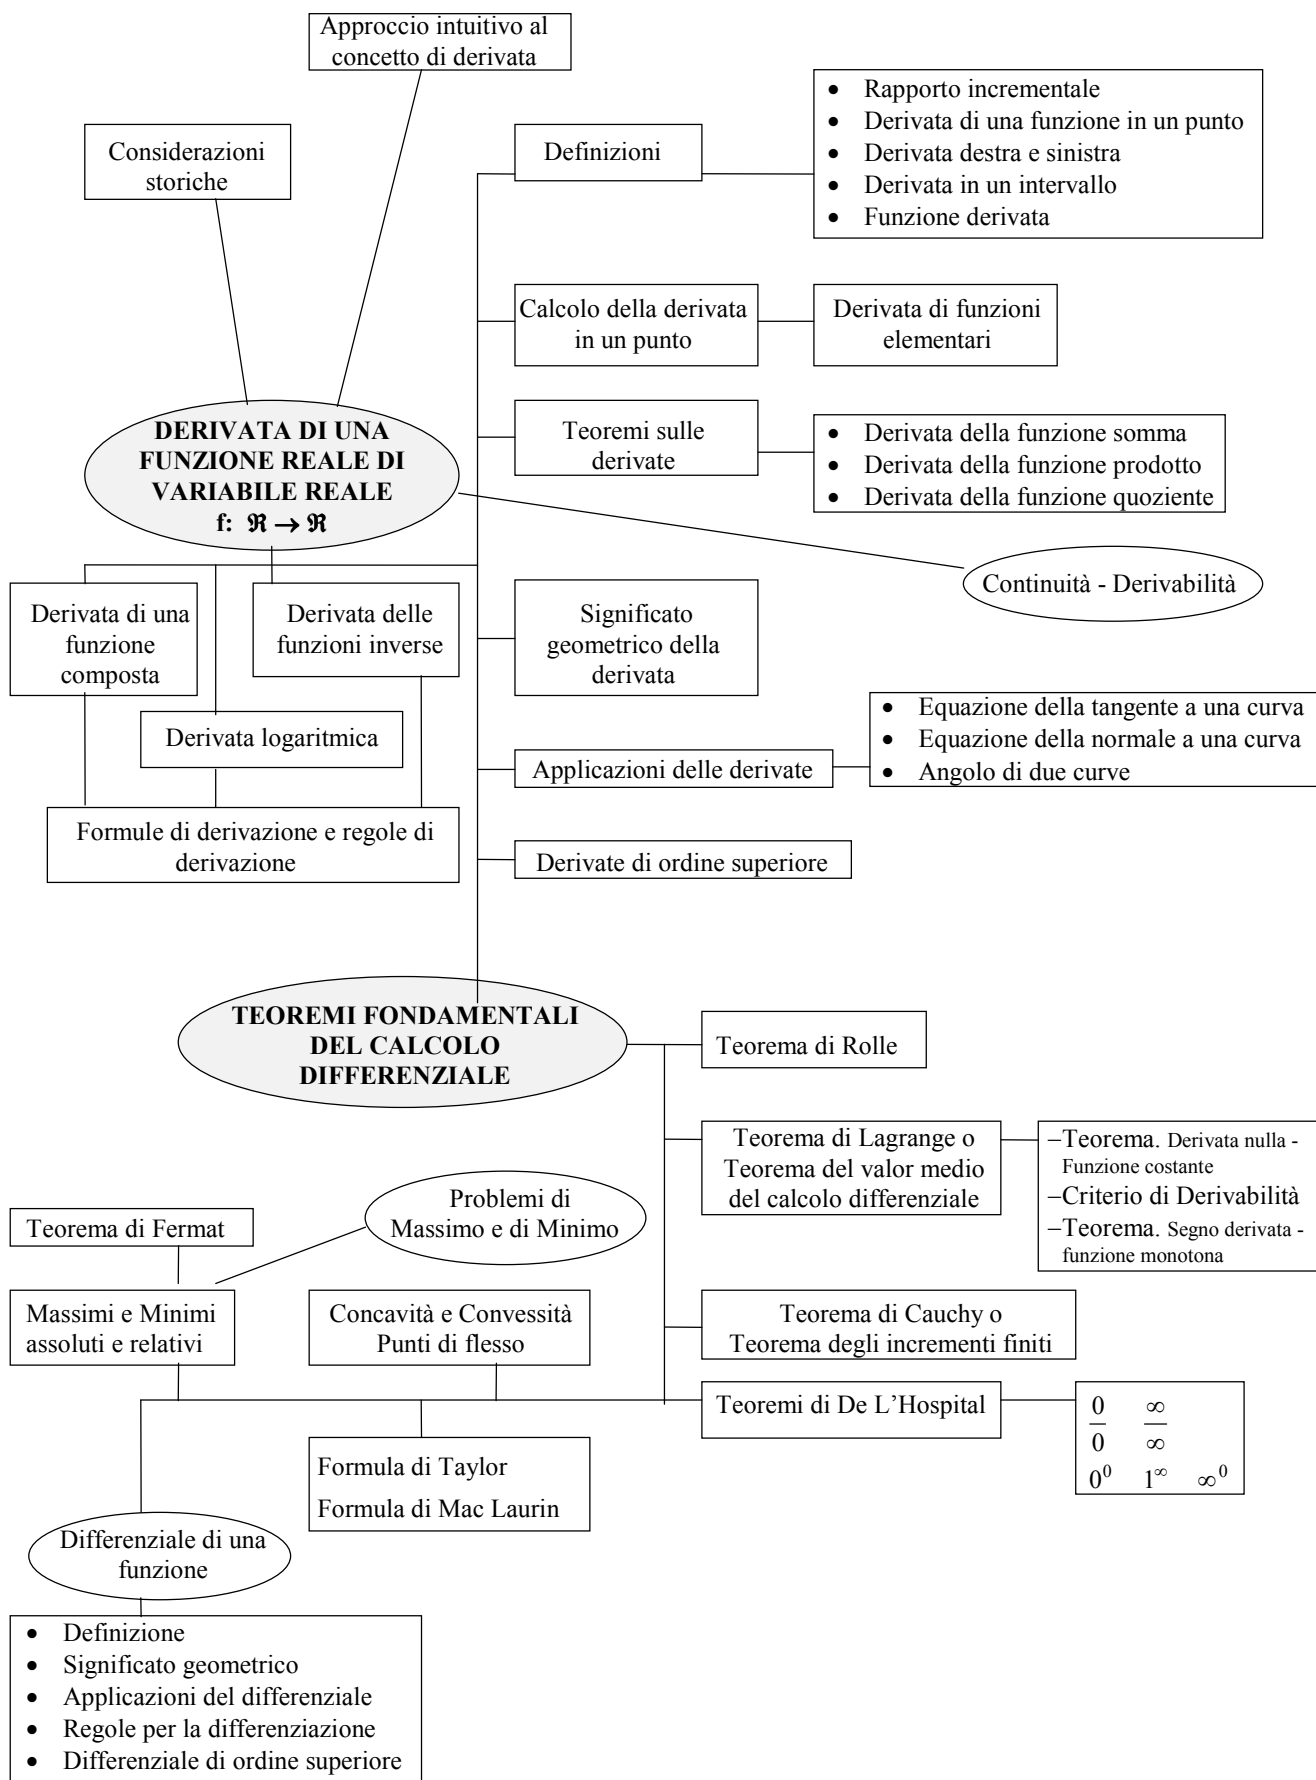 Approccio intuitivo al
concetto di derivata
Considerazioni
storiche
Definizioni
• Rapporto incrementale
• Derivata di una funzione in un punto
• Derivata destra e sinistra
• Derivata in un intervallo
• Funzione derivata
Calcolo della derivata
in un punto
Derivata di funzioni
elementari
DERIVATA DI UNA
FUNZIONE REALE DI
VARIABILE REALE
f: ℜ → ℜ
Teoremi sulle
derivate
• Derivata della funzione somma
• Derivata della funzione prodotto
• Derivata della funzione quoziente
Continuità - Derivabilità
Derivata di una
funzione
composta
Derivata delle
funzioni inverse
Significato
geometrico della
derivata
Derivata logaritmica
Applicazioni delle derivate
• Equazione della tangente a una curva
• Equazione della normale a una curva
• Angolo di due curve
Formule di derivazione e regole di
derivazione
Derivate di ordine superiore
TEOREMI FONDAMENTALI
DEL CALCOLO
DIFFERENZIALE
Teorema di Rolle
Teorema di Lagrange o
Teorema del valor medio
del calcolo differenziale
–Teorema. Derivata nulla -
Funzione costante
–Criterio di Derivabilità
–Teorema. Segno derivata -
funzione monotona
Problemi di
Massimo e di Minimo
Teorema di Fermat
Massimi e Minimi
assoluti e relativi
Concavità e Convessità
Punti di flesso
Teorema di Cauchy o
Teorema degli incrementi finiti
Teoremi di De L’Hospital
0/0 ∞/∞
0^0 1^∞ ∞^0
Formula di Taylor
Formula di Mac Laurin
Differenziale di una
funzione
• Definizione
• Significato geometrico
• Applicazioni del differenziale
• Regole per la differenziazione
• Differenziale di ordine superiore